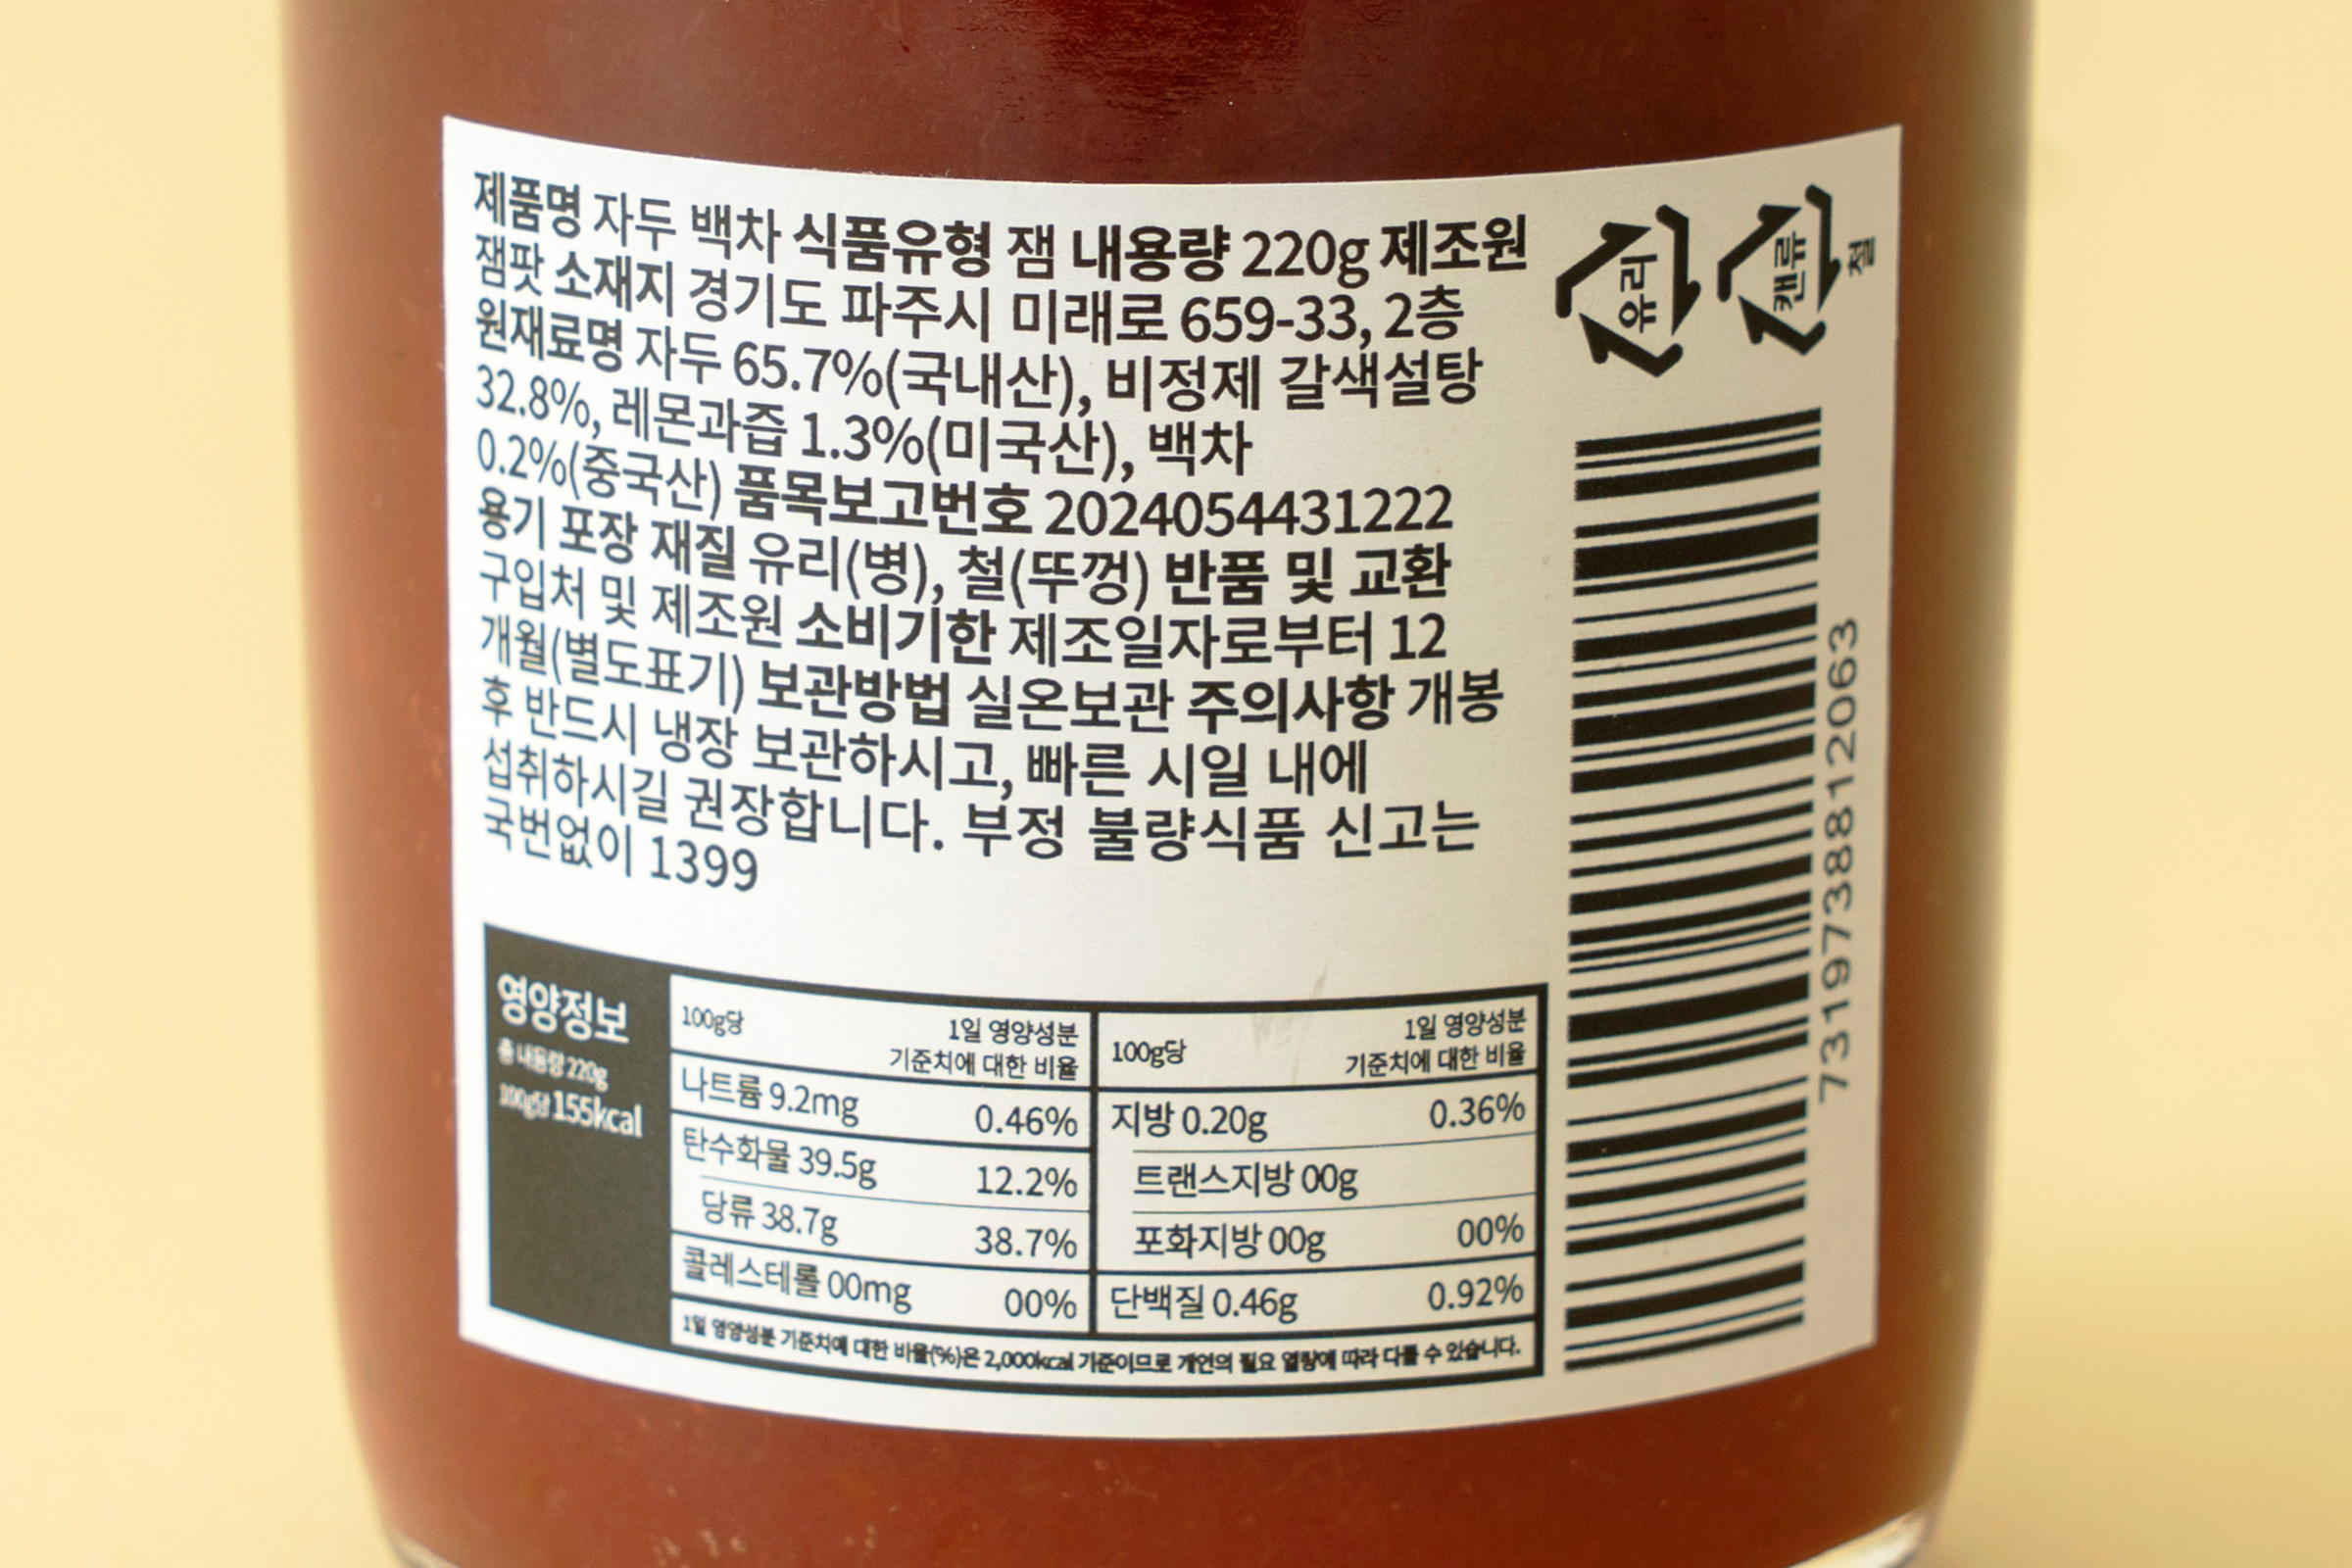 제품명 자두 백차 식품유형 잼 내용량 220g 제조원
잼팟 소재지 경기도 파주시 미래로 659-33, 2층
원재료명 자두 65.7%(국내산), 비정제 갈색설탕
32.8%, 레몬과즙 1.3%(미국산), 백차
0.2%(중국산) 품목보고번호 2024054431222
용기 포장 재질 유리(병), 철(뚜껑) 반품 및 교환
구입처 및 제조원 소비기한 제조일자로부터 12
개월(별도표기) 보관방법 실온보관 주의사항 개봉
후 반드시 냉장 보관하시고, 빠른 시일 내에
섭취하시길 권장합니다. 부정 불량식품 신고는
국번없이 1399
유리
캔류
철
7319738812063
영양정보
총 내용량 220g
100g당 155kcal
100g당 1일 영양성분
기준치에 대한 비율
나트륨 9.2mg 0.46%
탄수화물 39.5g 12.2%
당류 38.7g 38.7%
콜레스테롤 00mg 00%
100g당 1일 영양성분
기준치에 대한 비율
지방 0.20g 0.36%
트랜스지방 00g
포화지방 00g 00%
단백질 0.46g 0.92%
1일 영양성분 기준치에 대한 비율(%)은 2,000kcal 기준이므로 개인의 필요 열량에 따라 다를 수 있습니다.